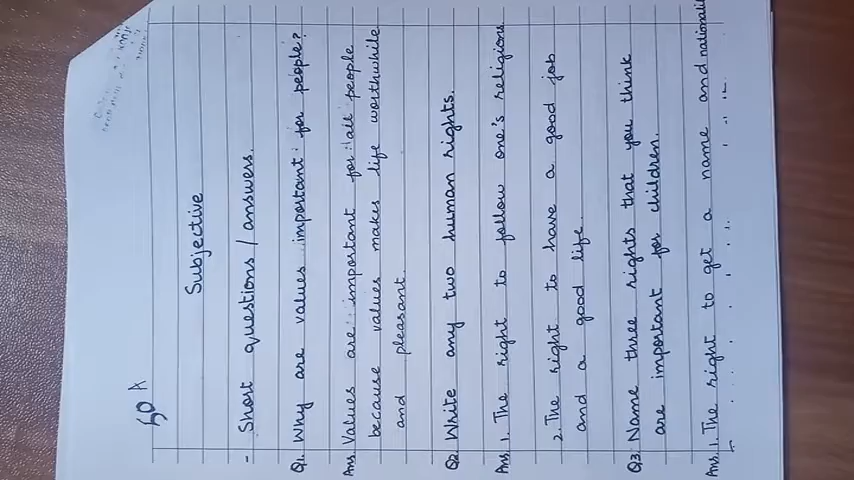 50 A
Subjective
- Short questions / answers.
Q1. Why are values important for people?
Ans. Values are important for all people
because values makes life worthwhile
and pleasant.
Q2. Write any two human rights.
Ans 1. The right to follow one's religions
2. The right to have a good job
and a good life.
Q3. Name three rights that you think
are important for children.
Ans. 1. The right to get a name and nationali